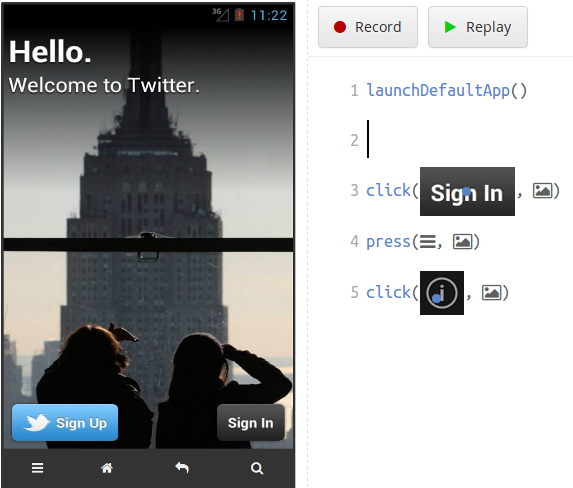 3G 11:22
Hello.
Welcome to Twitter.
Sign Up
Sign In
Record
Replay
1 launchDefaultApp()
2
3 click(Sign In, )
4 press( , )
5 click(i, )